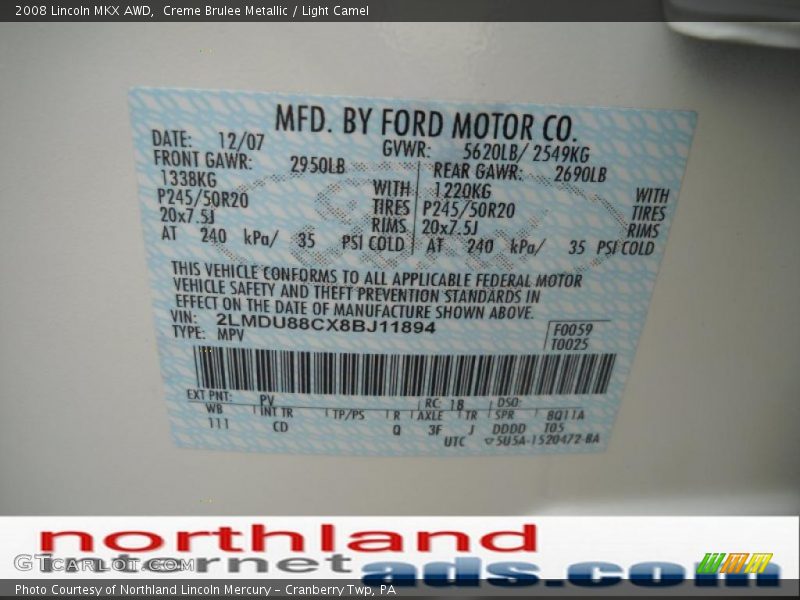 2008 Lincoln MKX AWD, Creme Brulee Metallic / Light Camel
MFD. BY FORD MOTOR CO.
DATE: 12/07 GVWR: 5620LB/ 2549KG
FRONT GAWR: 2950LB REAR GAWR: 2690LB
1338KG WITH 1220KG WITH
P245/50R20 TIRES P245/50R20 TIRES
20x7.5J RIMS 20x7.5J RIMS
AT 240 kPa/ 35 PSI COLD AT 240 kPa/ 35 PSI COLD
THIS VEHICLE CONFORMS TO ALL APPLICABLE FEDERAL MOTOR
VEHICLE SAFETY AND THEFT PREVENTION STANDARDS IN
EFFECT ON THE DATE OF MANUFACTURE SHOWN ABOVE.
VIN: 2LMDU88CX8BJ11894 F0059
TYPE: MPV T0025
EXT PNT: PV RC: 18 DSO:
WB INT TR TP/PS R AXLE TR SPR 8Q11A
111 CD Q 3F J DDDD T05
UTC 5U5A-1520472-BA
northland
internet
ads.com
GTCARLOT.COM
Photo Courtesy of Northland Lincoln Mercury - Cranberry Twp, PA